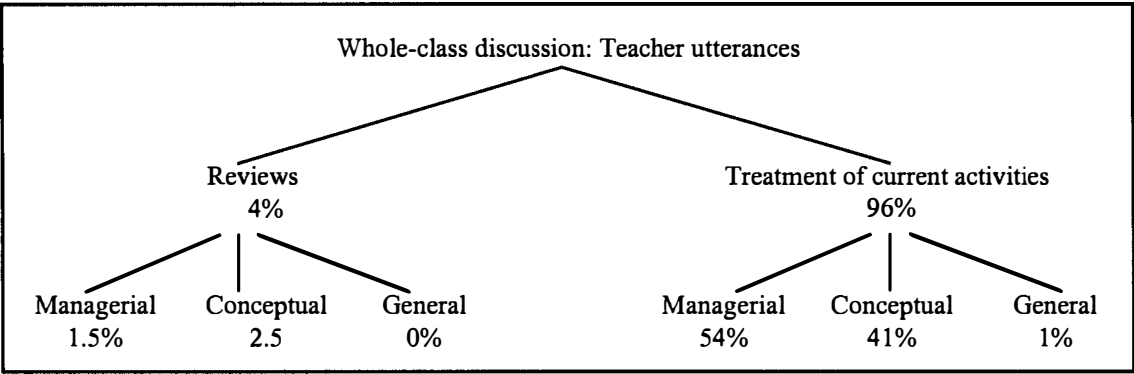 Whole-class discussion: Teacher utterances
Reviews Treatment of current activities
4% 96%
Managerial Conceptual General Managerial Conceptual General
1.5% 2.5 0% 54% 41% 1%